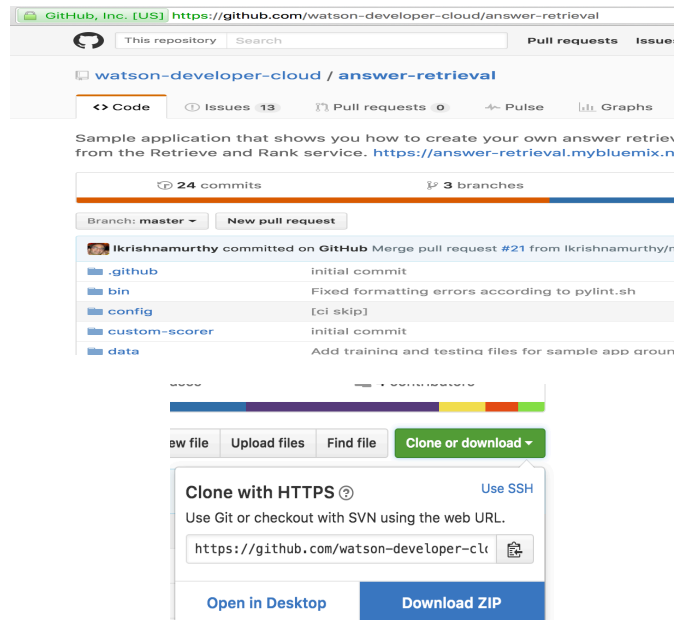 GitHub, Inc. [US] https://github.com/watson-developer-cloud/answer-retrieval
This repository Search Pull requests Issue
watson-developer-cloud / answer-retrieval
<> Code Issues 13 Pull requests 0 Pulse Graphs
Sample application that shows you how to create your own answer retriev
from the Retrieve and Rank service. https://answer-retrieval.mybluemix.n
24 commits 3 branches
Branch: master New pull request
lkrishnamurthy committed on GitHub Merge pull request #21 from lkrishnamurthy/
.github initial commit
bin Fixed formatting errors according to pylint.sh
config [ci skip]
custom-scorer initial commit
data Add training and testing files for sample app groun
ew file Upload files Find file Clone or download
Clone with HTTPS Use SSH
Use Git or checkout with SVN using the web URL.
https://github.com/watson-developer-clo
Open in Desktop Download ZIP